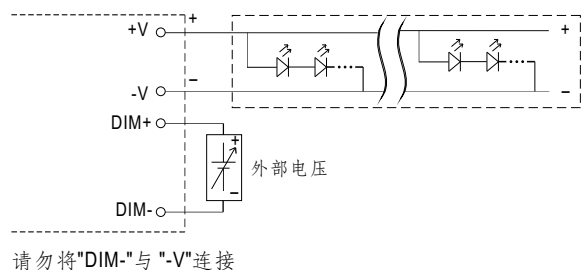 +V
+
-V
−
DIM+
+
−
外部电压
DIM-
+
−
请勿将"DIM-"与 "-V"连接